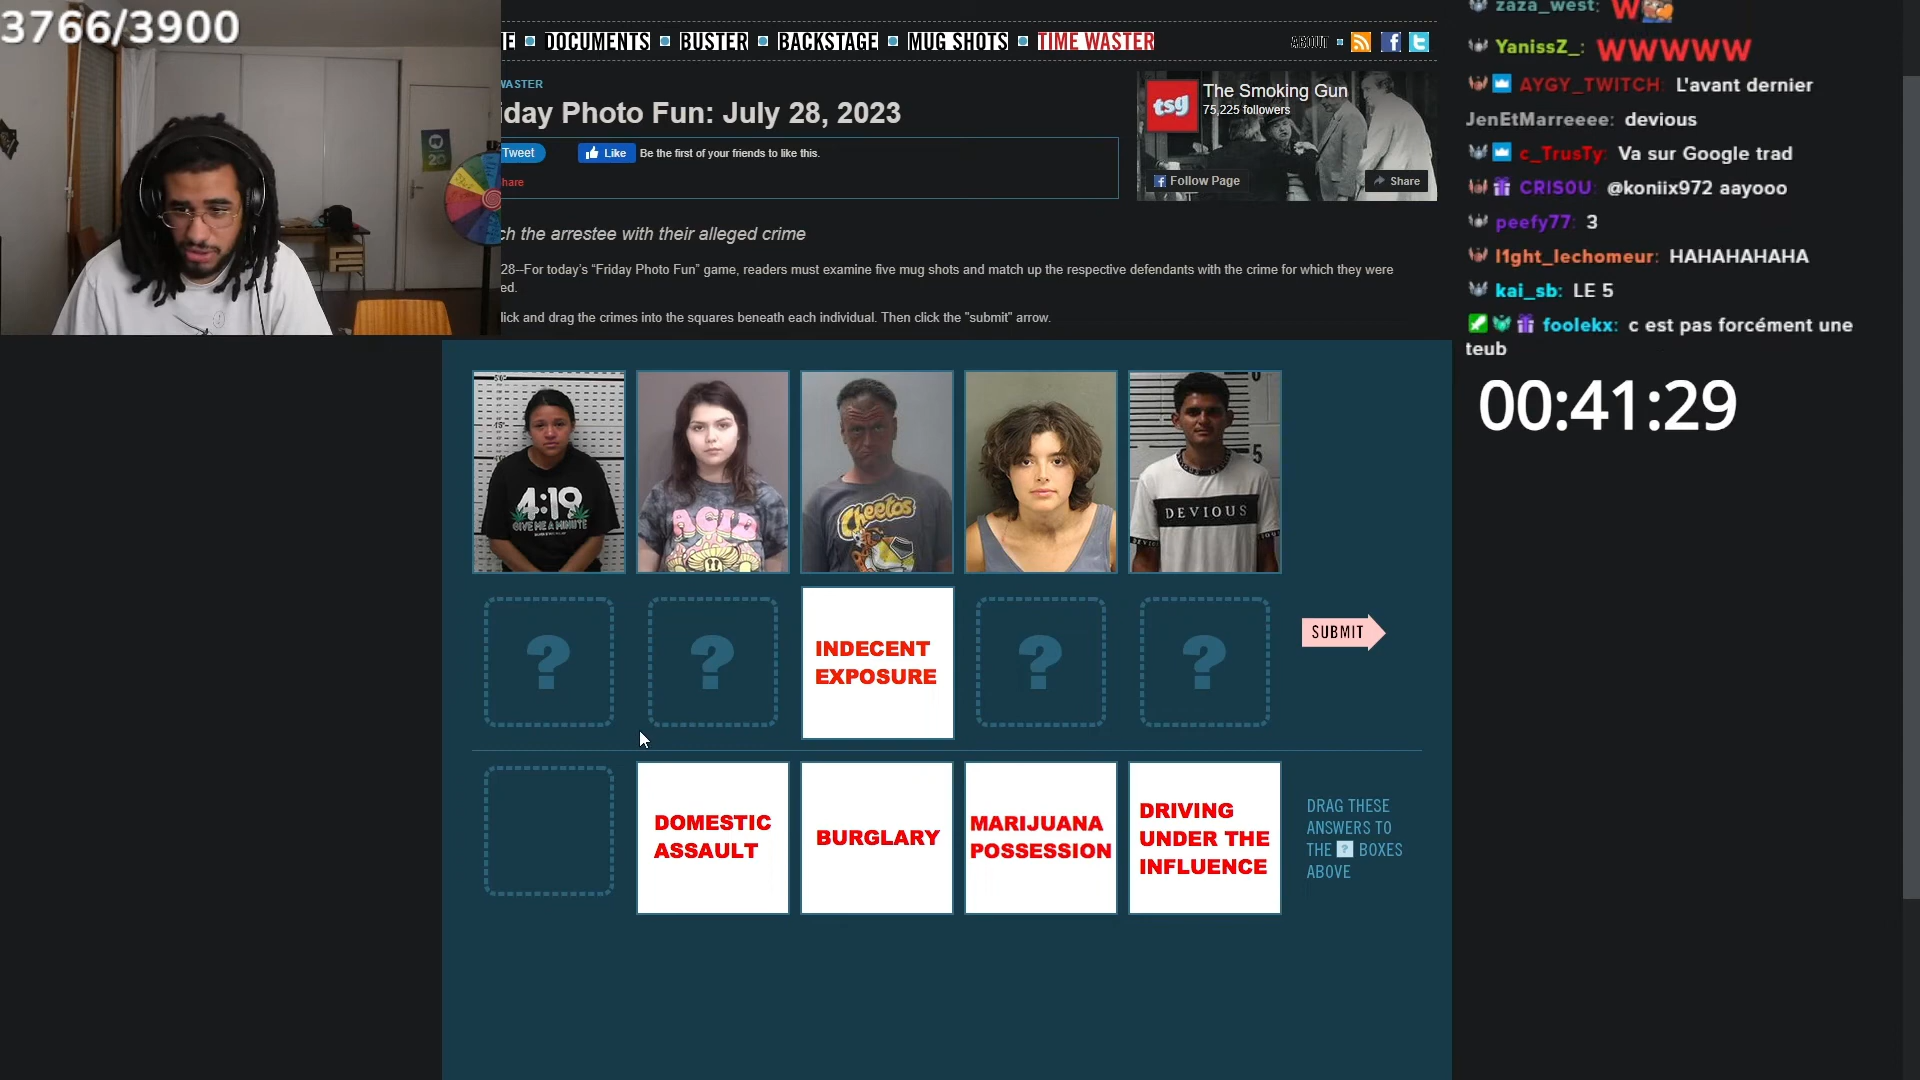 3766/3900
E DOCUMENTS BUSTER BACKSTAGE MUG SHOTS TIME WASTER ABOUT
WASTER
iday Photo Fun: July 28, 2023
Tweet
Like Be the first of your friends to like this.
hare
tsg The Smoking Gun
75,225 followers
Follow Page
Share
ch the arrestee with their alleged crime
28--For today's “Friday Photo Fun” game, readers must examine five mug shots and match up the respective defendants with the crime for which they were
ed.
lick and drag the crimes into the squares beneath each individual. Then click the "submit" arrow.
4:19
GIVE ME A MINUTE
ACID
Cheetos
5
DEVIOUS
? ? INDECENT
EXPOSURE
? ?
SUBMIT
DOMESTIC
ASSAULT
BURGLARY
MARIJUANA
POSSESSION
DRIVING
UNDER THE
INFLUENCE
DRAG THESE
ANSWERS TO
THE ? BOXES
ABOVE
zaza_west: W
YanissZ_: WWWWW
AYGY_TWITCH: L'avant dernier
JenEtMarreeee: devious
c_TrusTy: Va sur Google trad
CRIS0U: @koniix972 aayooo
peefy77: 3
l1ght_lechomeur: HAHAHAHAHA
kai_sb: LE 5
foolekx: c est pas forcément une
teub
00:41:29